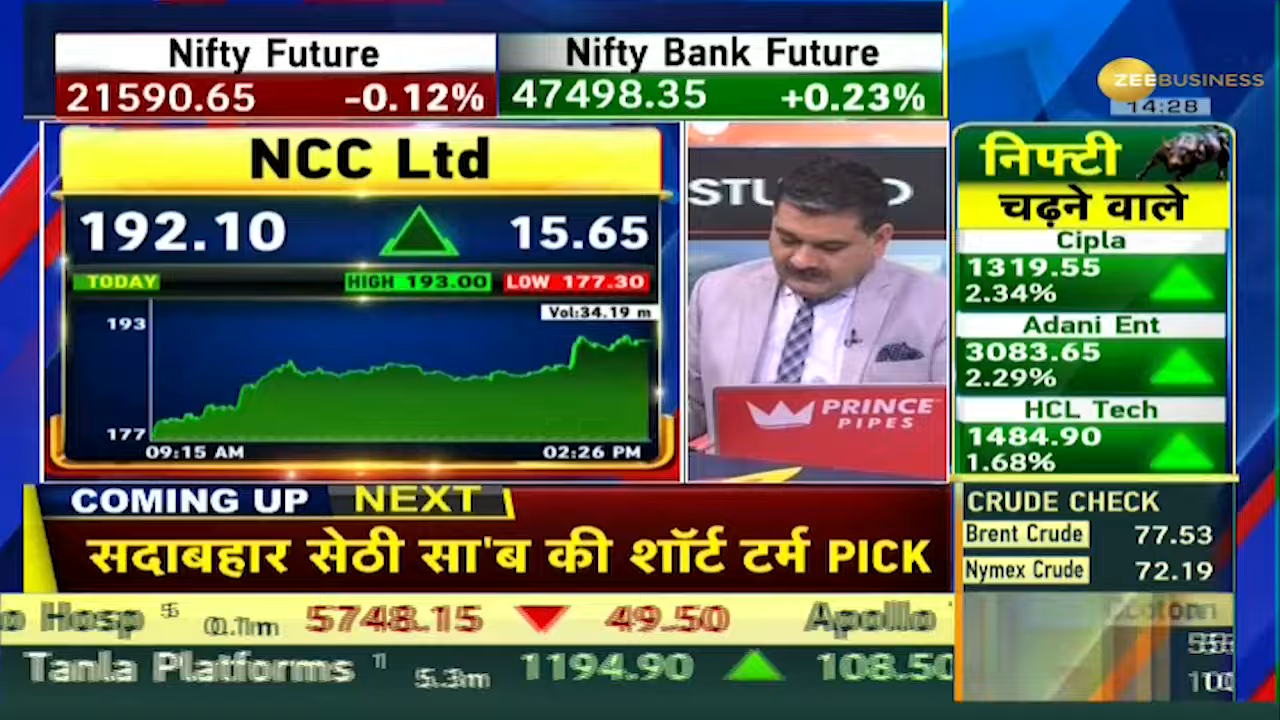 Nifty Future
21590.65 -0.12%
Nifty Bank Future
47498.35 +0.23%
ZEEBUSINESS
14:28
NCC Ltd
192.10 15.65
TODAY HIGH 193.00 LOW 177.30
Vol:34.19 m
193
177
09:15 AM 02:26 PM
PRINCE
PIPES
निफ्टी
चढ़ने वाले
Cipla
1319.55
2.34%
Adani Ent
3083.65
2.29%
HCL Tech
1484.90
1.68%
COMING UP NEXT
सदाबहार सेठी सा'ब की शॉर्ट टर्म PICK
CRUDE CHECK
Brent Crude 77.53
Nymex Crude 72.19
o Hosp 5748.15 49.50 Apollo
Tanla Platforms 5.3m 1194.90 108.50